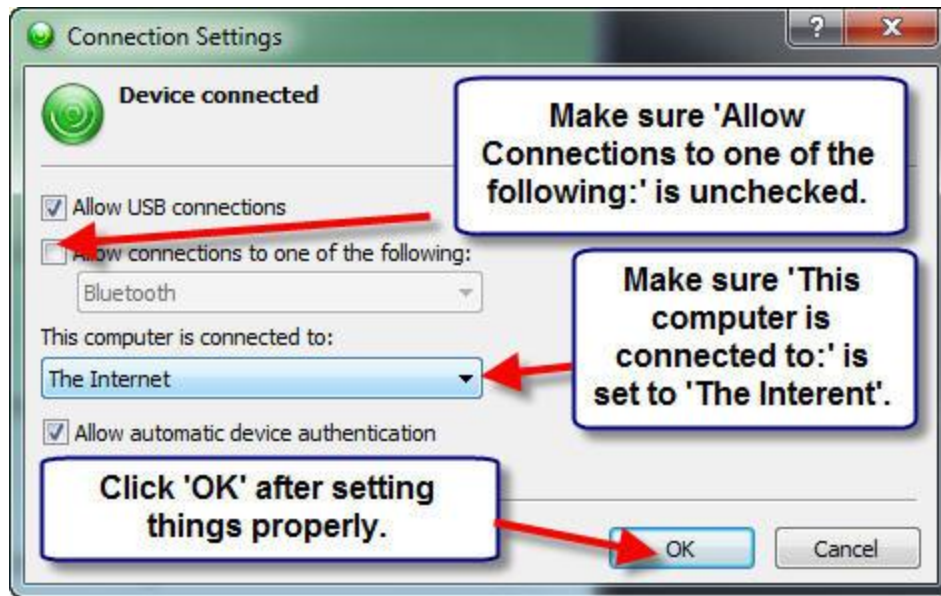 Connection Settings
?
X
Device connected
Make sure 'Allow
Connections to one of the
following:' is unchecked.
Allow USB connections
Allow connections to one of the following:
Bluetooth
Make sure 'This
computer is
connected to:' is
set to 'The Interent'.
This computer is connected to:
The Internet
Allow automatic device authentication
Click 'OK' after setting
things properly.
OK
Cancel